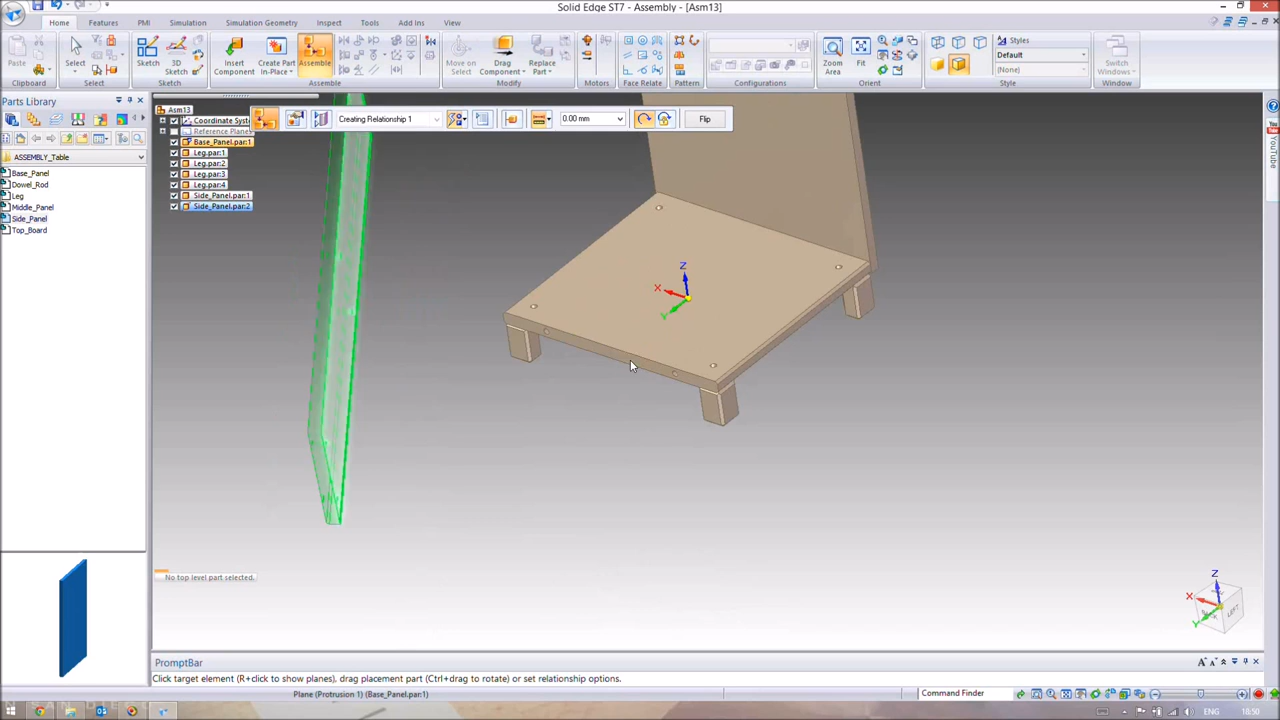 Solid Edge ST7 - Assembly - [Asm13]
Home Features PMI Simulation Simulation Geometry Inspect Tools Add Ins View
Paste Select Sketch 3D Sketch Insert Component Create Part In-Place Assemble Move on Select Drag Component Replace Part Zoom Area Fit Styles Default (None) Window Switch Windows
Clipboard Select Sketch Assemble Modify Face Relate Pattern Motors Configurations Orient Style Window
Parts Library
Asm13
Coordinate Syst
Creating Relationship 1
0.00 mm
Flip
Reference Planes
Base_Panel.par:1
ASSEMBLY_Table
Leg.par:1
Leg.par:2
Base_Panel
Leg.par:3
Dowel_Rod
Leg.par:4
Leg
Side_Panel.par:1
Middle_Panel
Side_Panel.par:2
Side_Panel
Top_Board
YouTube
Z
X
Y
No top level part selected.
Z
X
Y
LEFT
PromptBar
Click target element (R+click to show planes), drag placement part (Ctrl+drag to rotate) or set relationship options.
Plane (Protrusion 1) (Base_Panel.par:1)
Command Finder
ENG
18:50